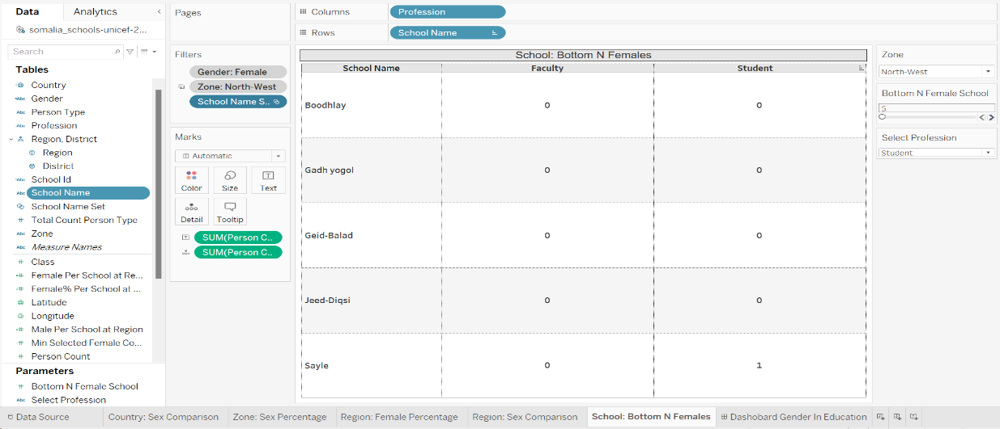 Data
Analytics
somalia_schools-unicef-2...
Search
Tables
Country
Gender
Person Type
Profession
Region, District
Region
District
School Id
School Name
School Name Set
Total Count Person Type
Zone
Measure Names
Class
Female Per School at Re...
Female% Per School at ...
Latitude
Longitude
Male Per School at Region
Min Selected Female Co...
Person Count
Parameters
Bottom N Female School
Select Profession
Pages
Filters
Gender: Female
Zone: North-West
School Name S..
Marks
Automatic
Color Size Text
Detail Tooltip
SUM(Person C..
SUM(Person C..
Columns Profession
Rows School Name
School: Bottom N Females
School Name Faculty Student
Boodhlay 0 0
Gadh yogol 0 0
Geid-Balad 0 0
Jeed-Diqsi 0 0
Sayle 0 1
Zone
North-West
Bottom N Female School
5
Select Profession
Student
Data Source Country: Sex Comparison Zone: Sex Percentage Region: Female Percentage Region: Sex Comparison School: Bottom N Females Dashobard Gender In Education